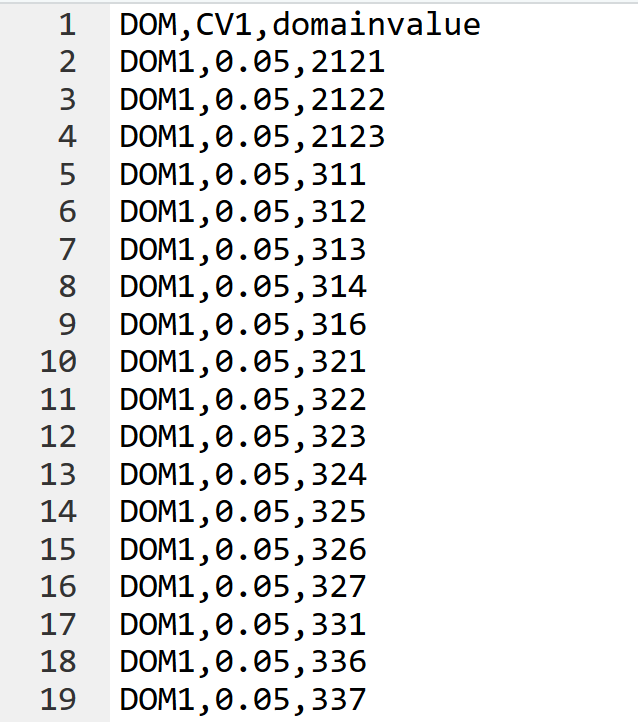 1 DOM,CV1,domainvalue
2 DOM1,0.05,2121
3 DOM1,0.05,2122
4 DOM1,0.05,2123
5 DOM1,0.05,311
6 DOM1,0.05,312
7 DOM1,0.05,313
8 DOM1,0.05,314
9 DOM1,0.05,316
10 DOM1,0.05,321
11 DOM1,0.05,322
12 DOM1,0.05,323
13 DOM1,0.05,324
14 DOM1,0.05,325
15 DOM1,0.05,326
16 DOM1,0.05,327
17 DOM1,0.05,331
18 DOM1,0.05,336
19 DOM1,0.05,337